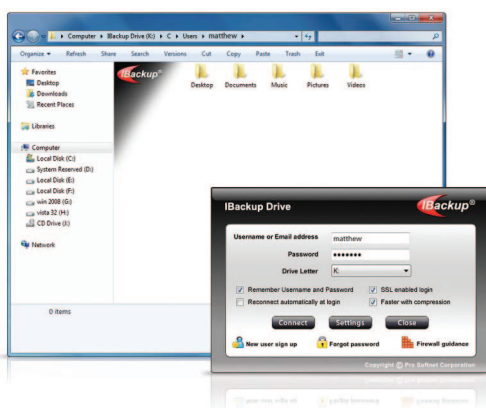 Computer ▸ IBackup Drive (K:) ▸ C ▸ Users ▸ matthew ▸
Organize Refresh Share Search Versions Cut Copy Paste Trash Exit
Favorites
Desktop
Downloads
Recent Places
Libraries
Computer
Local Disk (C:)
System Reserved (D:)
Local Disk (E:)
Local Disk (F:)
win 2008 (G:)
vista 32 (H:)
CD Drive (I:)
Network
IBackup®
Desktop Documents Music Pictures Videos
0 items
IBackup Drive
IBackup®
Username or Email address matthew
Password •••••••
Drive Letter K:
Remember Username and Password SSL enabled login
Reconnect automatically at login Faster with compression
Connect Settings Close
New user sign up Forgot password Firewall guidance
Copyright © Pro Softnet Corporation